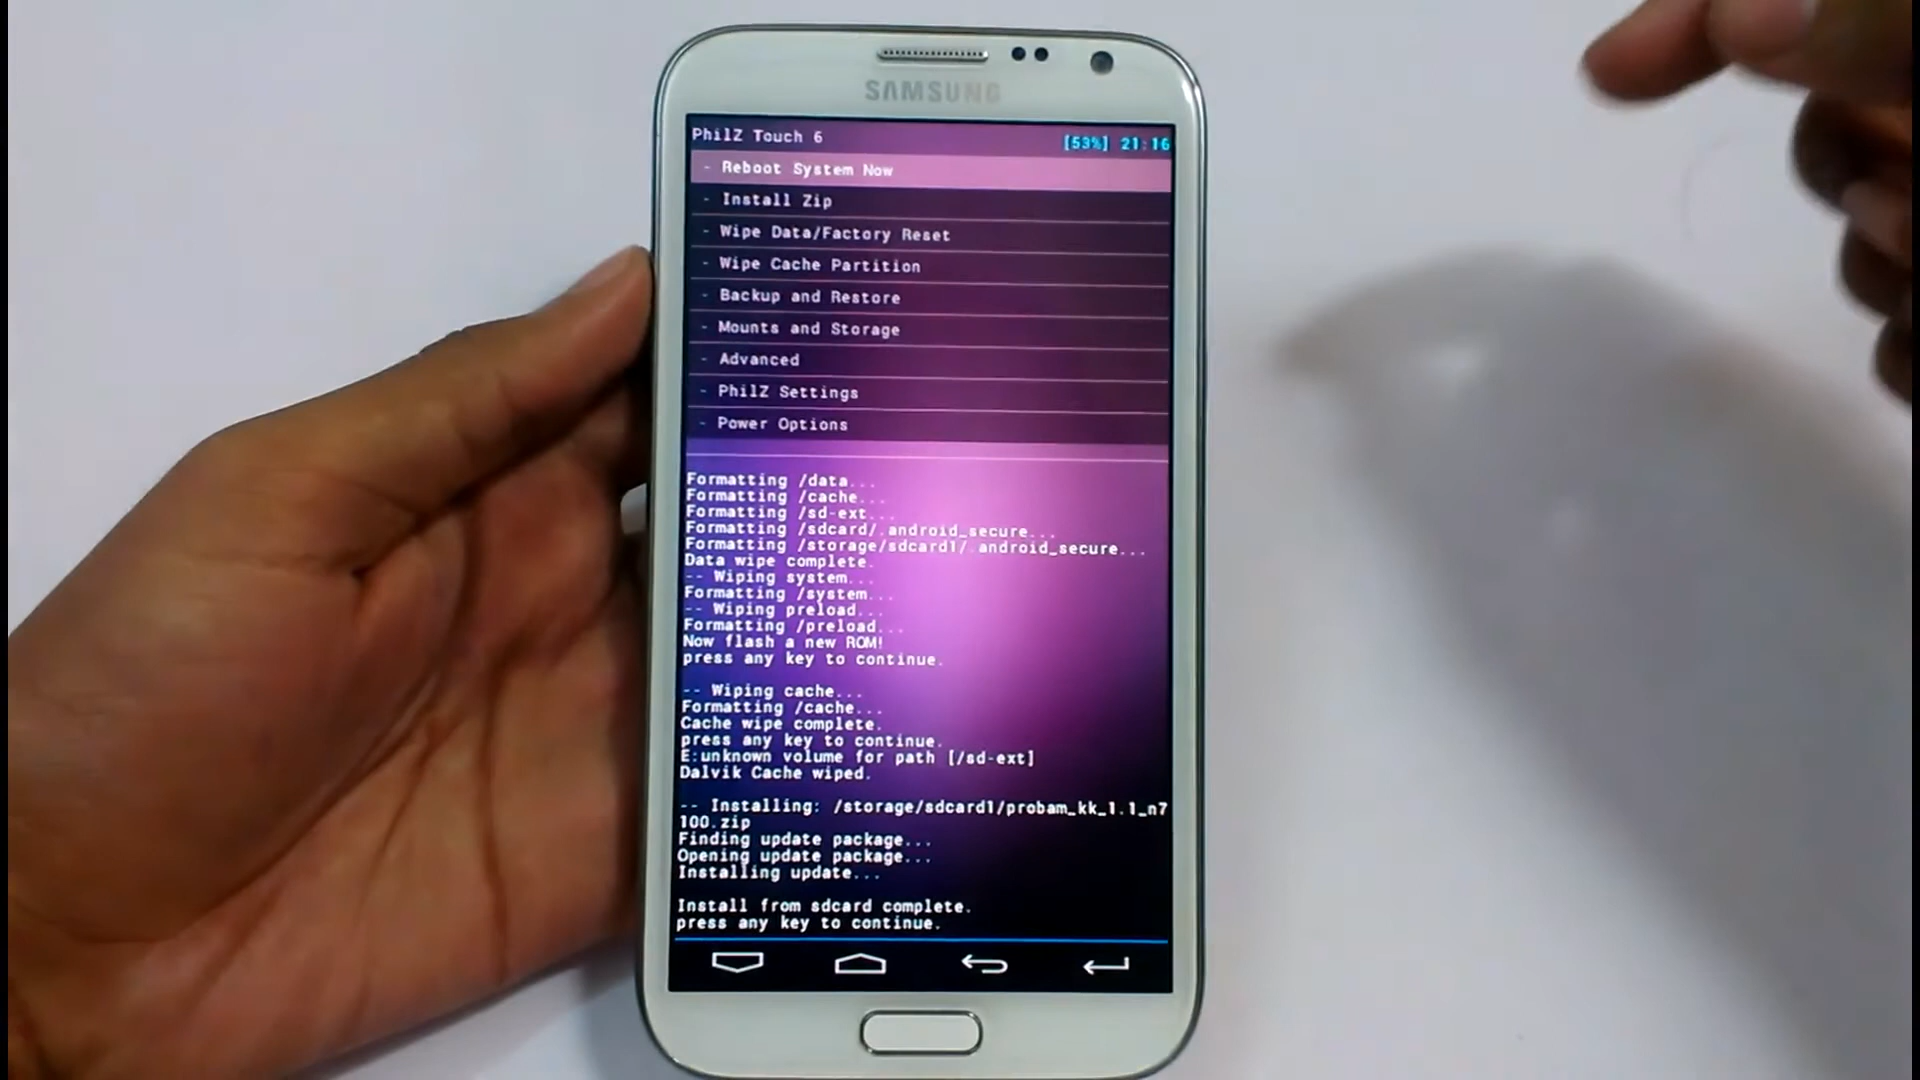 SAMSUNG
PhilZ Touch 6 [53%] 21:16
- Reboot System Now
- Install Zip
- Wipe Data/Factory Reset
- Wipe Cache Partition
- Backup and Restore
- Mounts and Storage
- Advanced
- PhilZ Settings
- Power Options
Formatting /data...
Formatting /cache...
Formatting /sd-ext...
Formatting /sdcard/.android_secure...
Formatting /storage/sdcard1/.android_secure...
Data wipe complete.
-- Wiping system...
Formatting /system...
-- Wiping preload...
Formatting /preload...
Now flash a new ROM!
press any key to continue.
-- Wiping cache...
Formatting /cache...
Cache wipe complete.
press any key to continue.
E:unknown volume for path [/sd-ext]
Dalvik Cache wiped.
-- Installing: /storage/sdcard1/probam_kk_1.1_n7
100.zip
Finding update package...
Opening update package...
Installing update...
Install from sdcard complete.
press any key to continue.